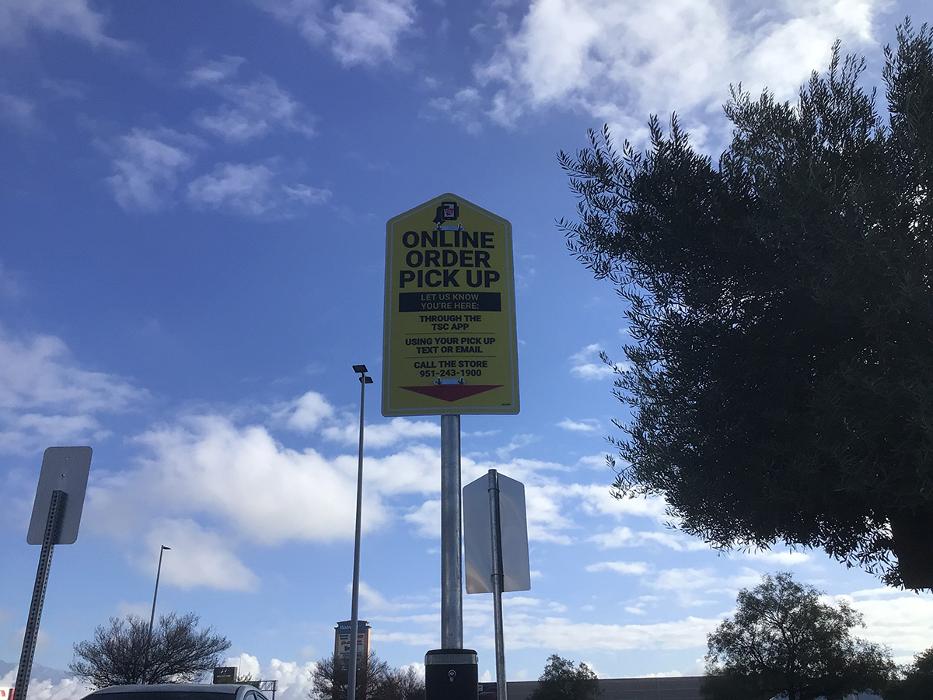 ONLINE
ORDER
PICK UP
LET US KNOW
YOU'RE HERE:
THROUGH THE
TSC APP
USING YOUR PICK UP
TEXT OR EMAIL
CALL THE STORE
951-243-1900